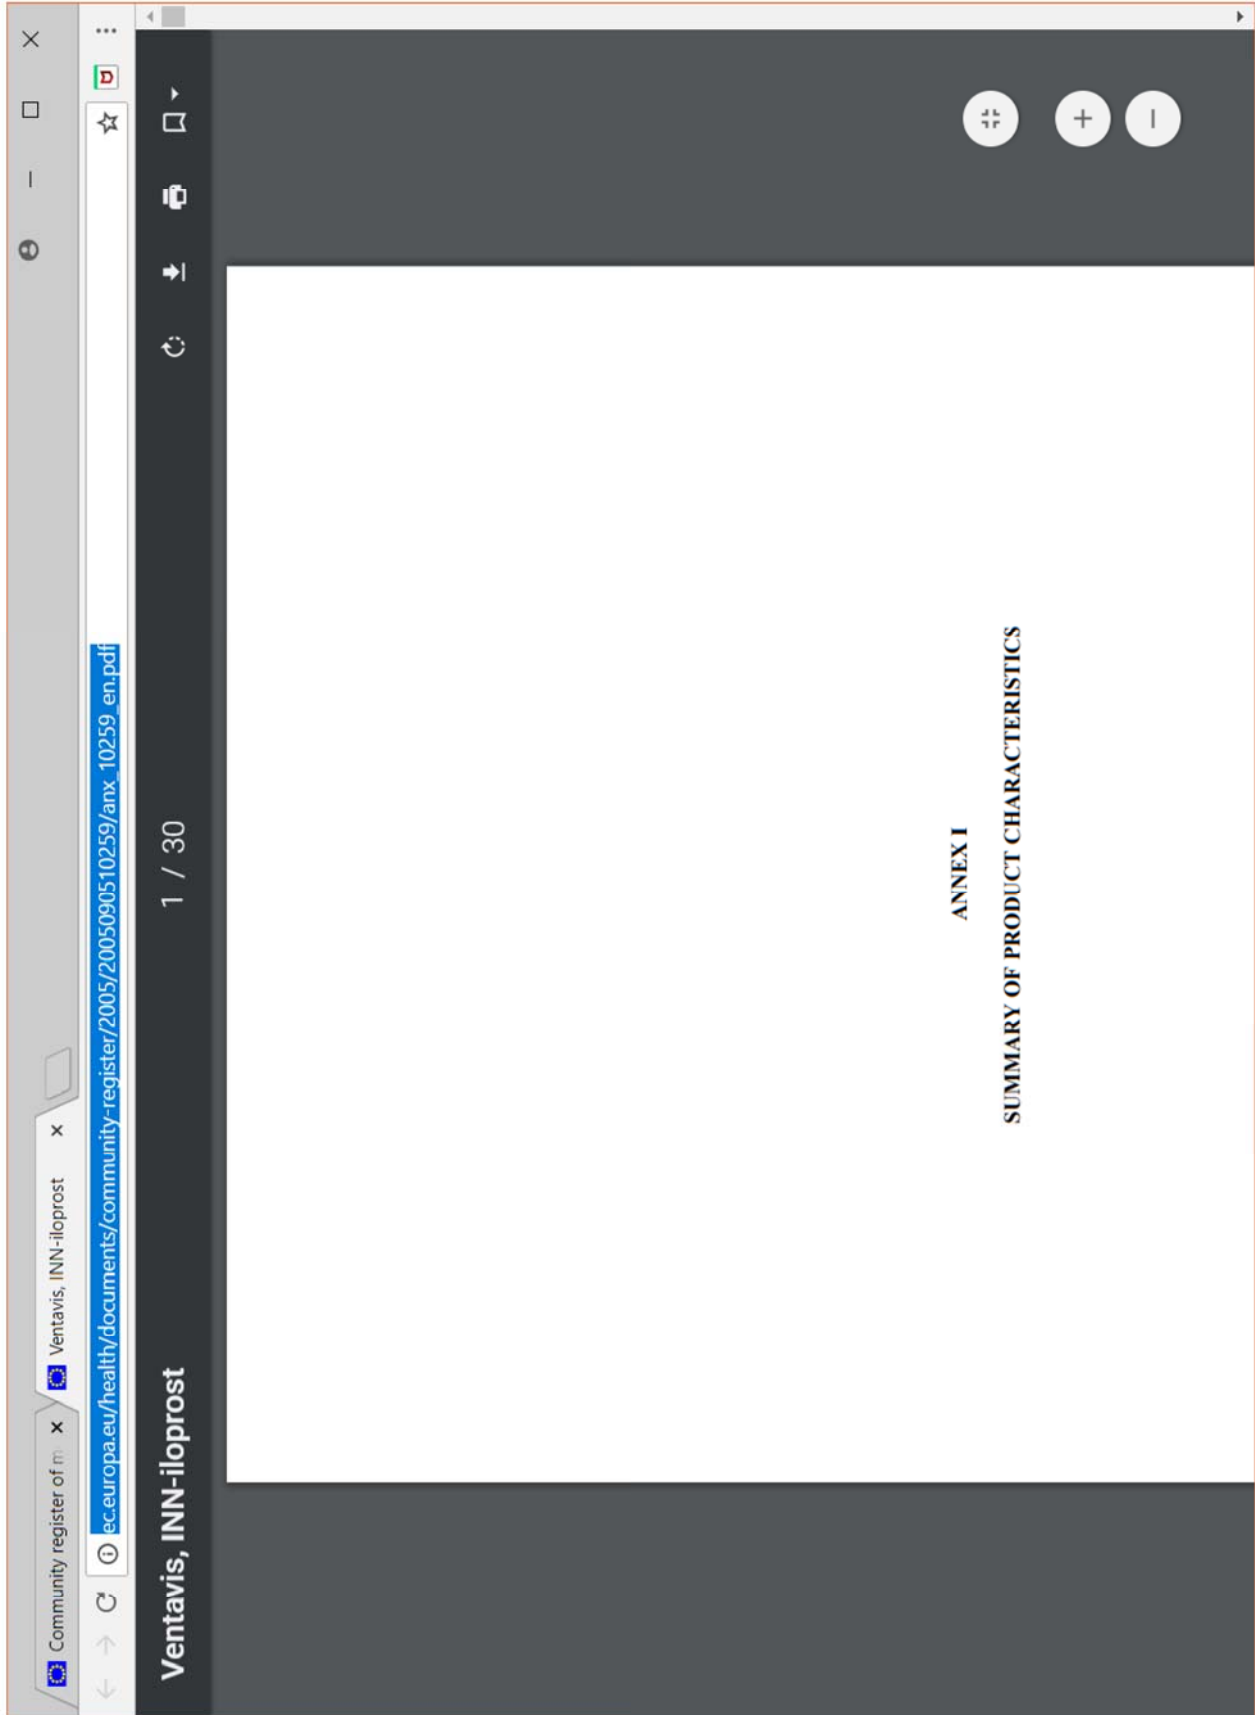 Community register of m
Ventavis, INN-iloprost
ec.europa.eu/health/documents/community-register/2005/2005090510259/anx_10259_en.pdf
Ventavis, INN-iloprost
1 / 30
ANNEX I
SUMMARY OF PRODUCT CHARACTERISTICS